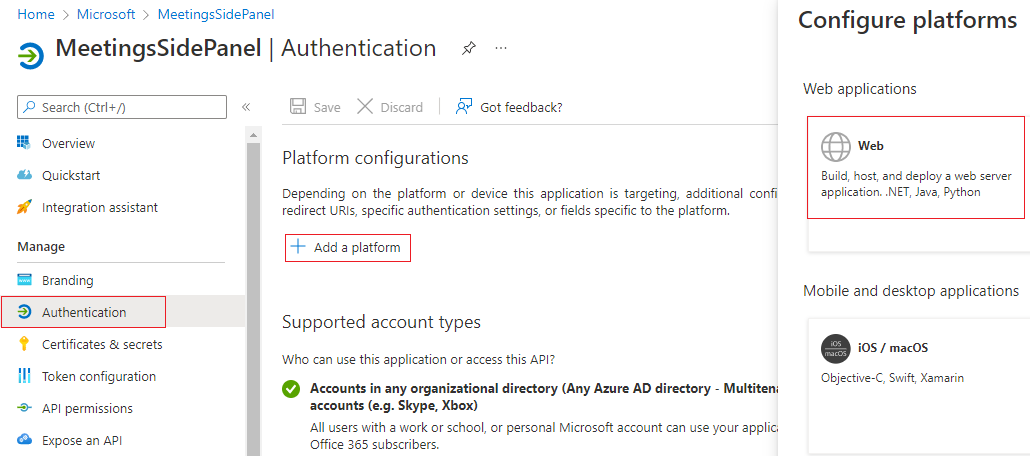 Home > Microsoft > MeetingsSidePanel
MeetingsSidePanel | Authentication
Search (Ctrl+/)
Overview
Quickstart
Integration assistant
Manage
Branding
Authentication
Certificates & secrets
Token configuration
API permissions
Expose an API
Save
Discard
Got feedback?
Platform configurations
Depending on the platform or device this application is targeting, additional confi
redirect URIs, specific authentication settings, or fields specific to the platform.
Add a platform
Supported account types
Who can use this application or access this API?
Accounts in any organizational directory (Any Azure AD directory - Multitena
accounts (e.g. Skype, Xbox)
All users with a work or school, or personal Microsoft account can use your applic
Office 365 subscribers.
Configure platforms
Web applications
Web
Build, host, and deploy a web server
application. .NET, Java, Python
Mobile and desktop applications
iOS
macOS
iOS / macOS
Objective-C, Swift, Xamarin